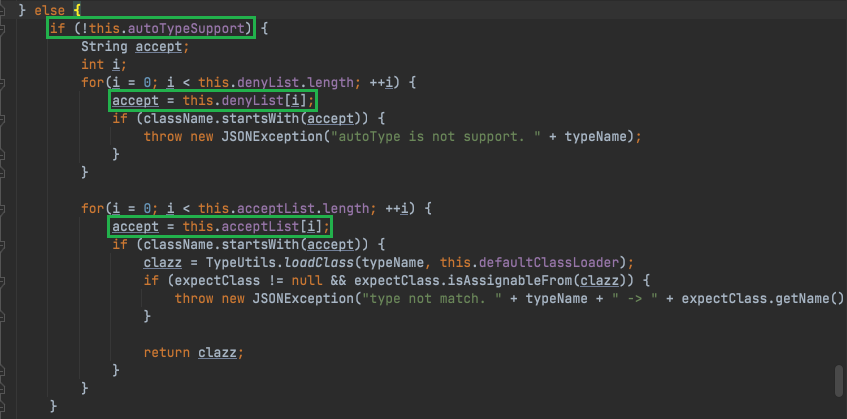 } else {
if (!this.autoTypeSupport) {
String accept;
int i;
for(i = 0; i < this.denyList.length; ++i) {
accept = this.denyList[i];
if (className.startsWith(accept)) {
throw new JSONException("autoType is not support. " + typeName);
}
}
for(i = 0; i < this.acceptList.length; ++i) {
accept = this.acceptList[i];
if (className.startsWith(accept)) {
clazz = TypeUtils.loadClass(typeName, this.defaultClassLoader);
if (expectClass != null && expectClass.isAssignableFrom(clazz)) {
throw new JSONException("type not match. " + typeName + " -> " + expectClass.getName()
}
return clazz;
}
}
}